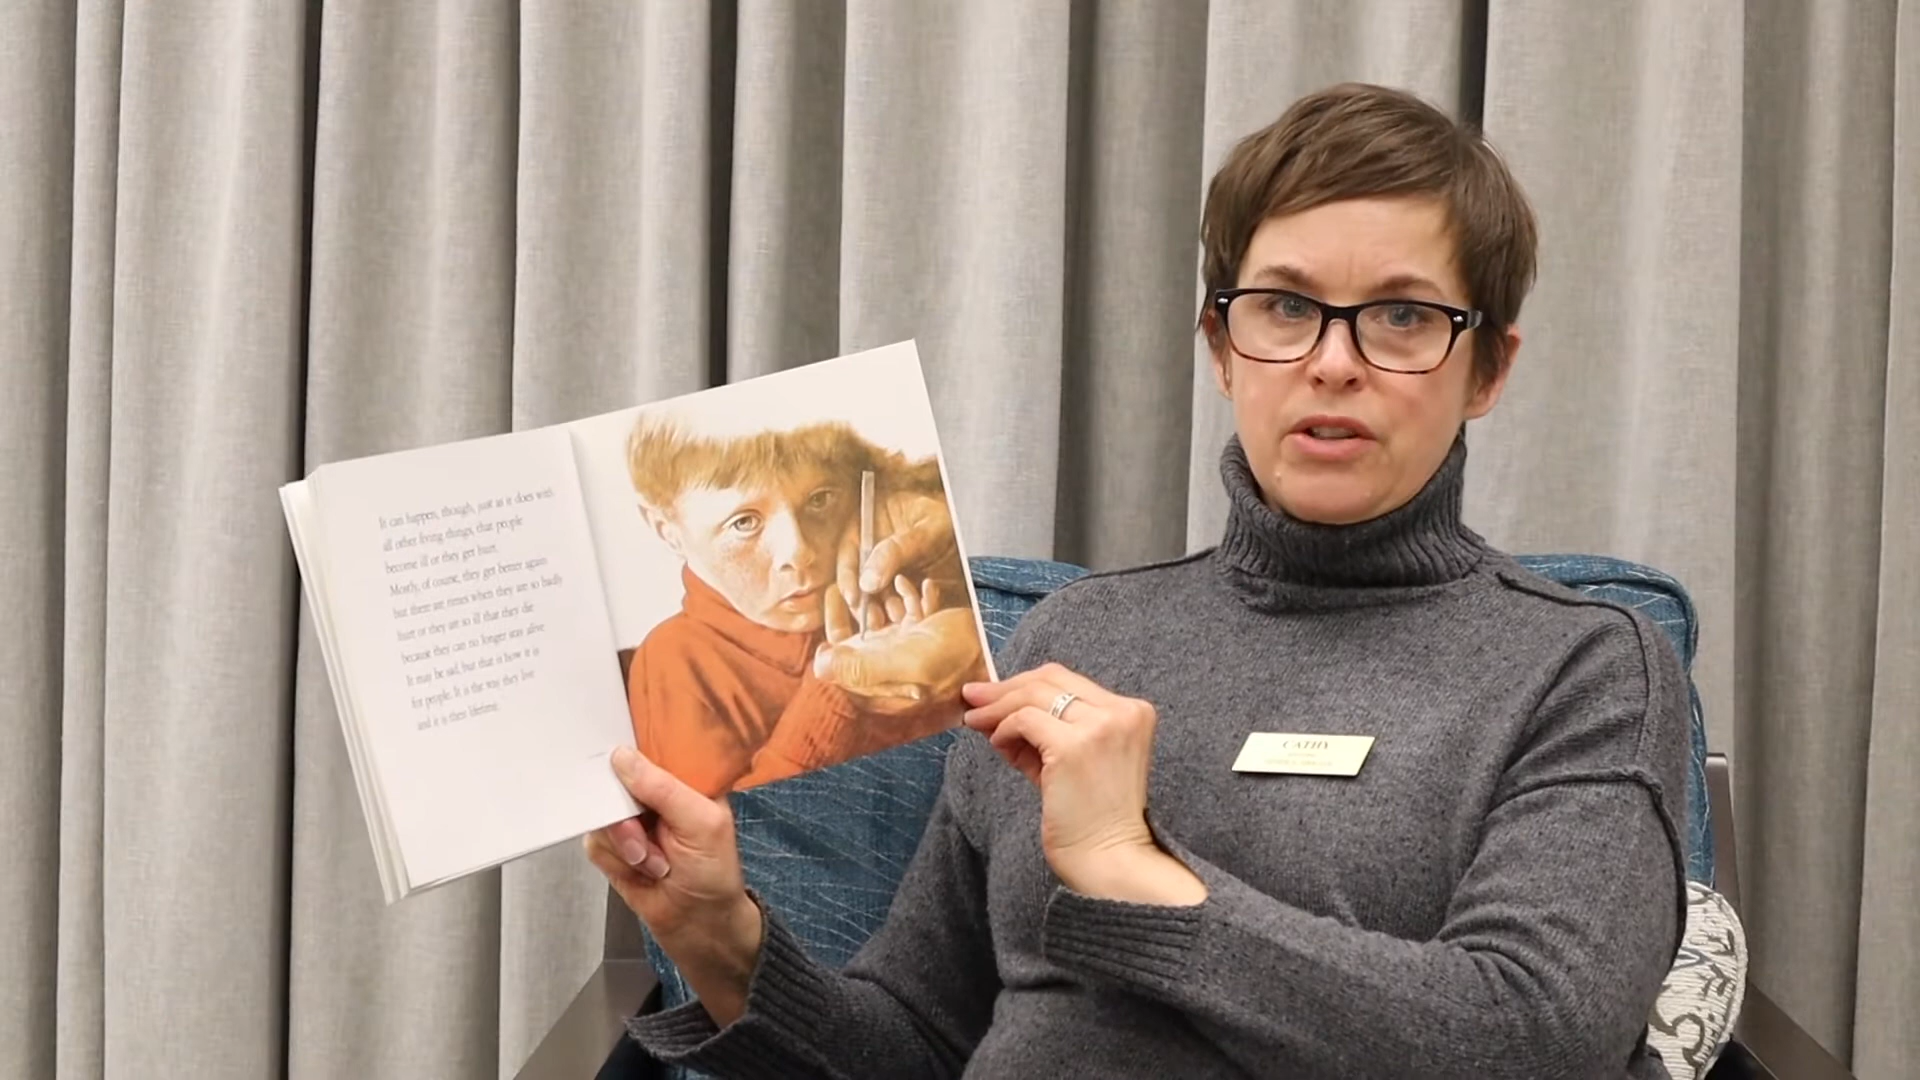 It can happen, though, just as it does with
all other living things, that people
become ill or they get hurt.
Mostly, of course, they get better again
but there are times when they are so badly
hurt or they are so ill that they die
because they can no longer stay alive
It may be sad, but that is how it is
for people. It is the way they live
and it is their lifetime.
CATHY